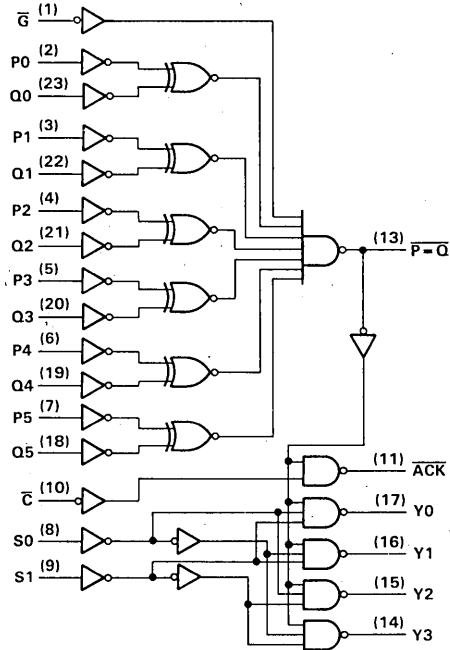 G̅ (1)
P0 (2)
Q0 (23)
P1 (3)
Q1 (22)
P2 (4)
Q2 (21)
P3 (5)
Q3 (20)
P4 (6)
Q4 (19)
P5 (7)
Q5 (18)
C̅ (10)
S0 (8)
S1 (9)
(13) P̅=̅Q̅
(11) A̅C̅K̅
(17) Y0
(16) Y1
(15) Y2
(14) Y3